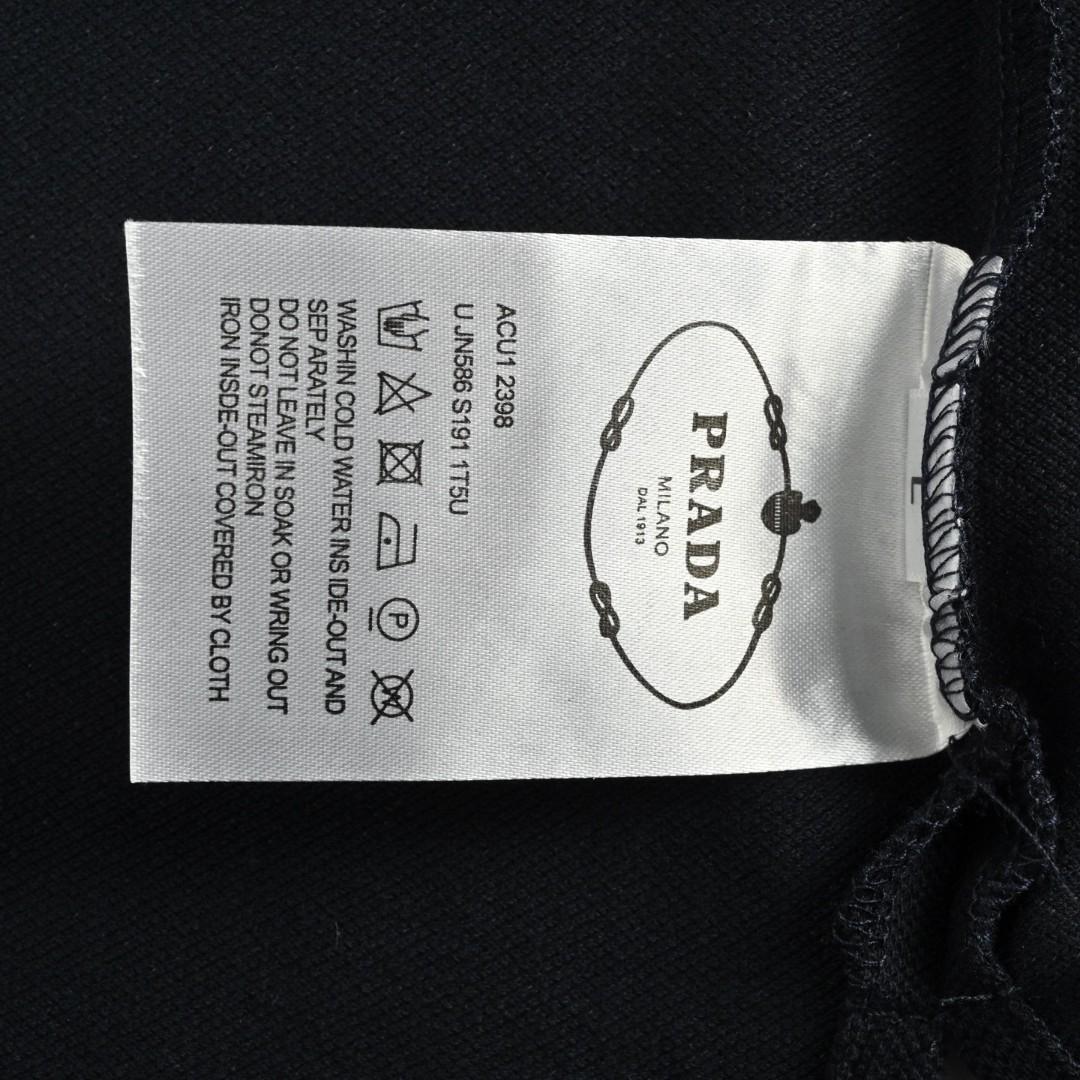 L
PRADA
MILANO
DAL 1913
ACU1 2398
U JN586 S191 1T5U
P
WASHIN COLD WATER INS IDE-OUT AND
SEP ARATELY
DO NOT LEAVE IN SOAK OR WRING OUT
DONOT STEAMIRON
IRON INSDE-OUT COVERED BY CLOTH